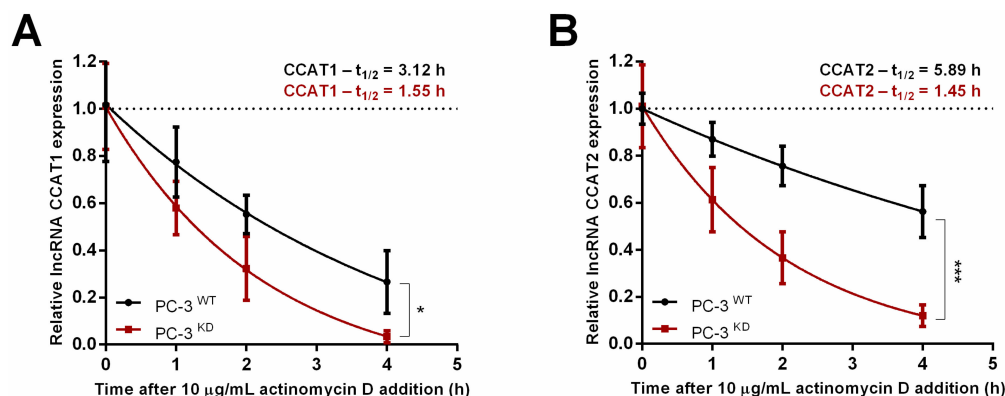 A
CCAT1 – t1/2 = 3.12 h
CCAT1 – t1/2 = 1.55 h
Relative lncRNA CCAT1 expression
1.2
1.0
0.8
0.6
0.4
0.2
0.0
PC-3 WT
PC-3 KD
*
0 1 2 3 4 5
Time after 10 µg/mL actinomycin D addition (h)
B
CCAT2 – t1/2 = 5.89 h
CCAT2 – t1/2 = 1.45 h
Relative lncRNA CCAT2 expression
1.2
1.0
0.8
0.6
0.4
0.2
0.0
PC-3 WT
PC-3 KD
***
0 1 2 3 4 5
Time after 10 µg/mL actinomycin D addition (h)